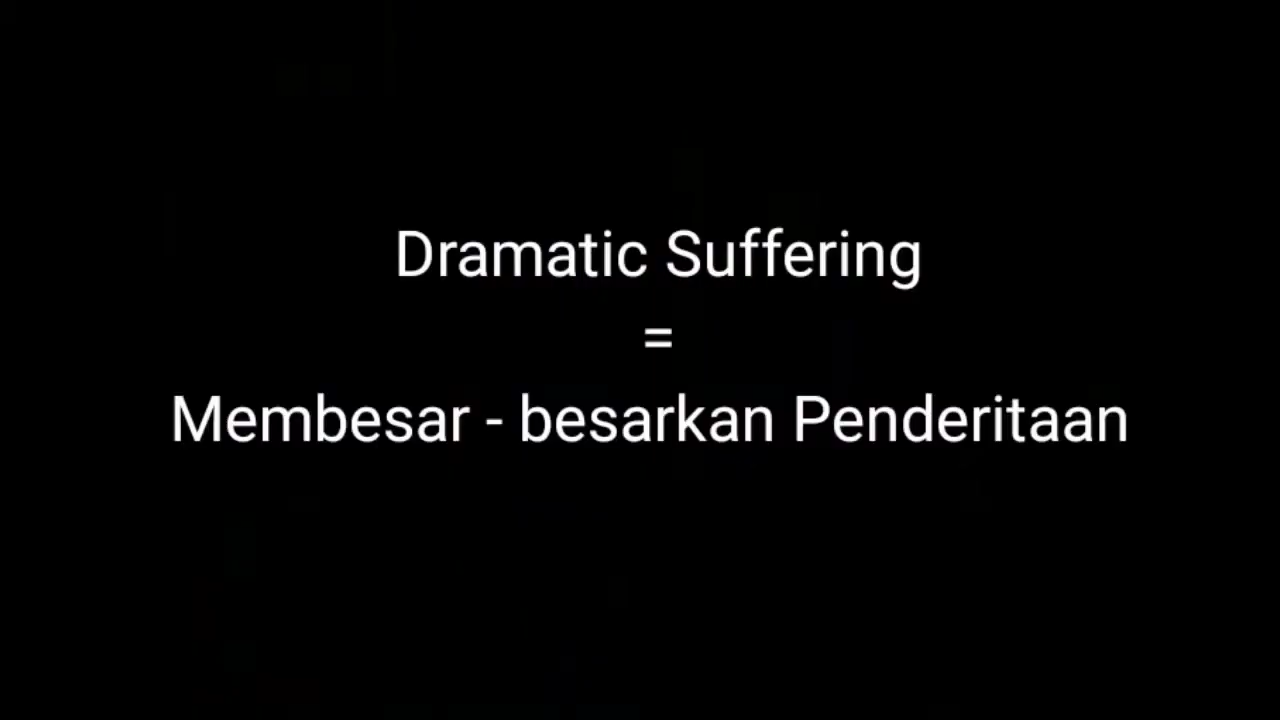 Dramatic Suffering
=
Membesar - besarkan Penderitaan